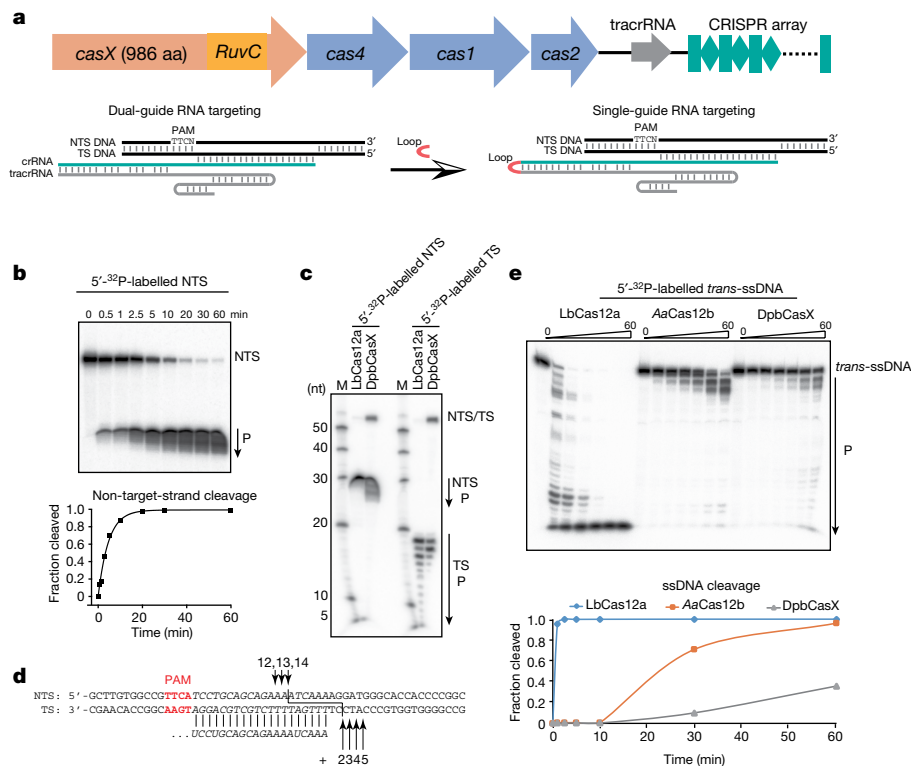 a
casX (986 aa)
RuvC
cas4
cas1
cas2
tracrRNA
CRISPR array
Dual-guide RNA targeting
PAM
NTS DNA
TTCN
3′
TS DNA
5′
crRNA
tracrRNA
Loop
Single-guide RNA targeting
PAM
NTS DNA
TTCN
3′
TS DNA
5′
Loop
b
5′-³²P-labelled NTS
0 0.5 1 2.5 5 10 20 30 60 min
NTS
P
Non-target-strand cleavage
Fraction cleaved
1.0
0.8
0.6
0.4
0.2
0
0 20 40 60
Time (min)
c
5′-³²P-labelled NTS
5′-³²P-labelled TS
LbCas12a
DpbCasX
LbCas12a
DpbCasX
(nt) M M
50
30
20
10
5
NTS/TS
NTS
P
TS
P
d
12,13,14
PAM
NTS: 5′-GCTTGTGGCCGTTCATCCTGCAGCAGAAAATCAAAAGGATGGGCACCACCCCGGC
TS: 3′-CGAACACCGGCAAGTAGGACGTCGTCTTTTAGTTTTCCTACCCGTGGTGGGGCCG
...UCCUGCAGCAGAAAAUCAAA
+ 2345
e
5′-³²P-labelled trans-ssDNA
LbCas12a AaCas12b DpbCasX
0 60 0 60 0 60
trans-ssDNA
P
ssDNA cleavage
LbCas12a AaCas12b DpbCasX
Fraction cleaved
1.0
0.8
0.6
0.4
0.2
0
0 10 20 30 40 50 60
Time (min)